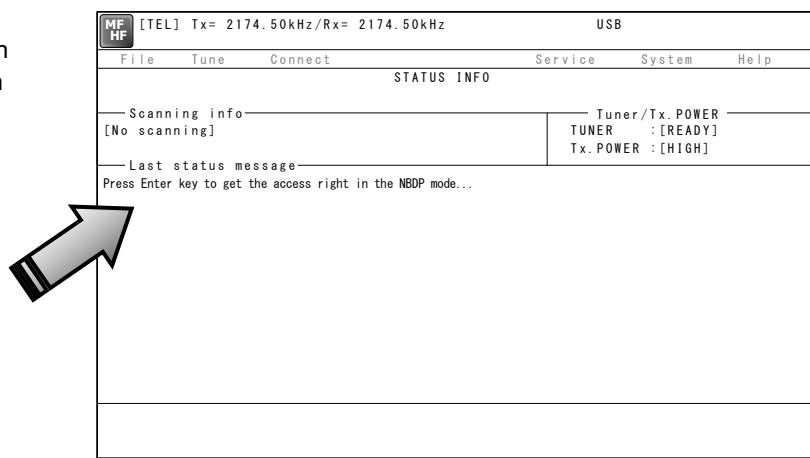 MF
HF
[TEL] Tx= 2174.50kHz/Rx= 2174.50kHz USB
File Tune Connect Service System Help
STATUS INFO
Scanning info
[No scanning]
Tuner/Tx.POWER
TUNER :[READY]
Tx.POWER :[HIGH]
Last status message
Press Enter key to get the access right in the NBDP mode...